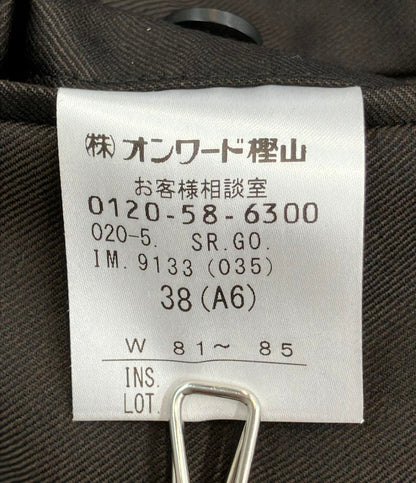 (株)オンワード樫山
お客様相談室
0120-58-6300
020-5. SR.GO.
IM.9133(035)
38(A6)
W 81~ 85
INS.
LOT.